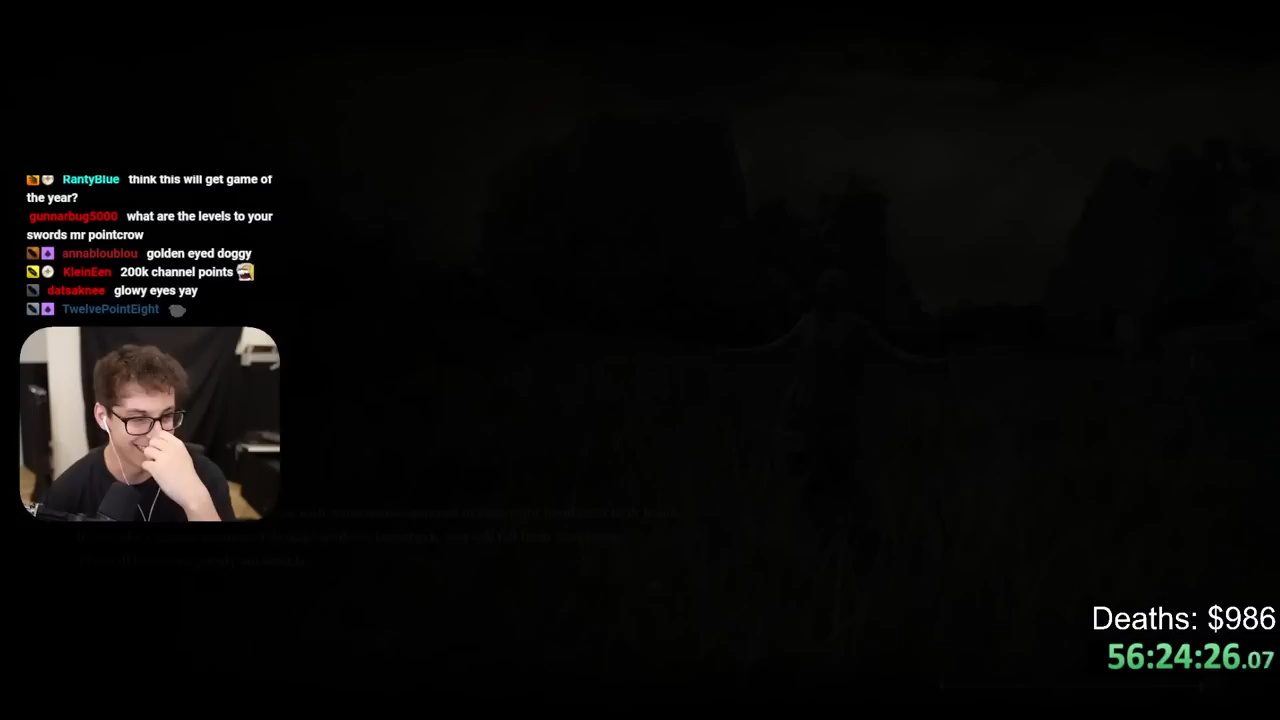 RantyBlue think this will get game of
the year?
gunnarbug5000 what are the levels to your
swords mr pointcrow
annabloublou golden eyed doggy
KleinEen 200k channel points
datsaknee glowy eyes yay
TwelvePointEight
Deaths: $986
56:24:26.07